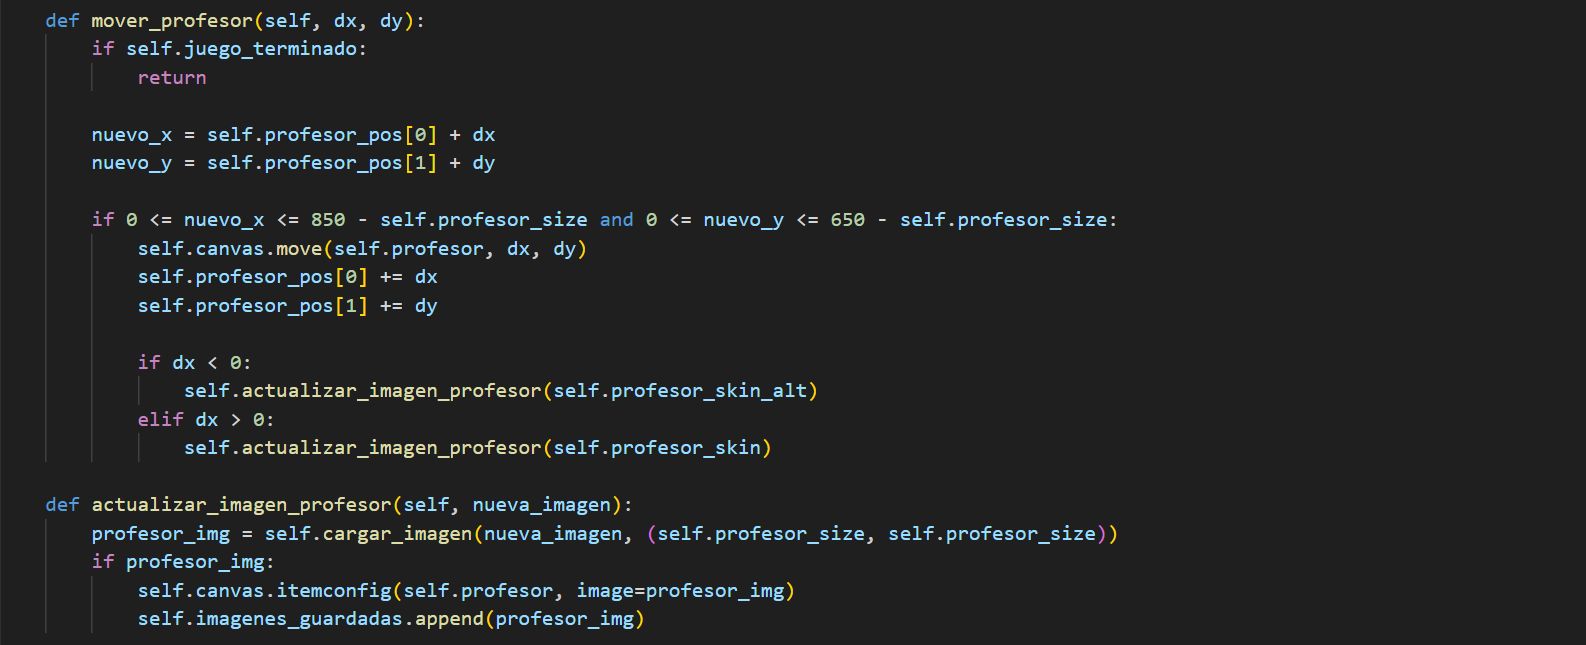 def mover_profesor(self, dx, dy):
    if self.juego_terminado:
        return
    nuevo_x = self.profesor_pos[0] + dx
    nuevo_y = self.profesor_pos[1] + dy
    if 0 <= nuevo_x <= 850 - self.profesor_size and 0 <= nuevo_y <= 650 - self.profesor_size:
        self.canvas.move(self.profesor, dx, dy)
        self.profesor_pos[0] += dx
        self.profesor_pos[1] += dy
        if dx < 0:
            self.actualizar_imagen_profesor(self.profesor_skin_alt)
        elif dx > 0:
            self.actualizar_imagen_profesor(self.profesor_skin)
def actualizar_imagen_profesor(self, nueva_imagen):
    profesor_img = self.cargar_imagen(nueva_imagen, (self.profesor_size, self.profesor_size))
    if profesor_img:
        self.canvas.itemconfig(self.profesor, image=profesor_img)
        self.imagenes_guardadas.append(profesor_img)